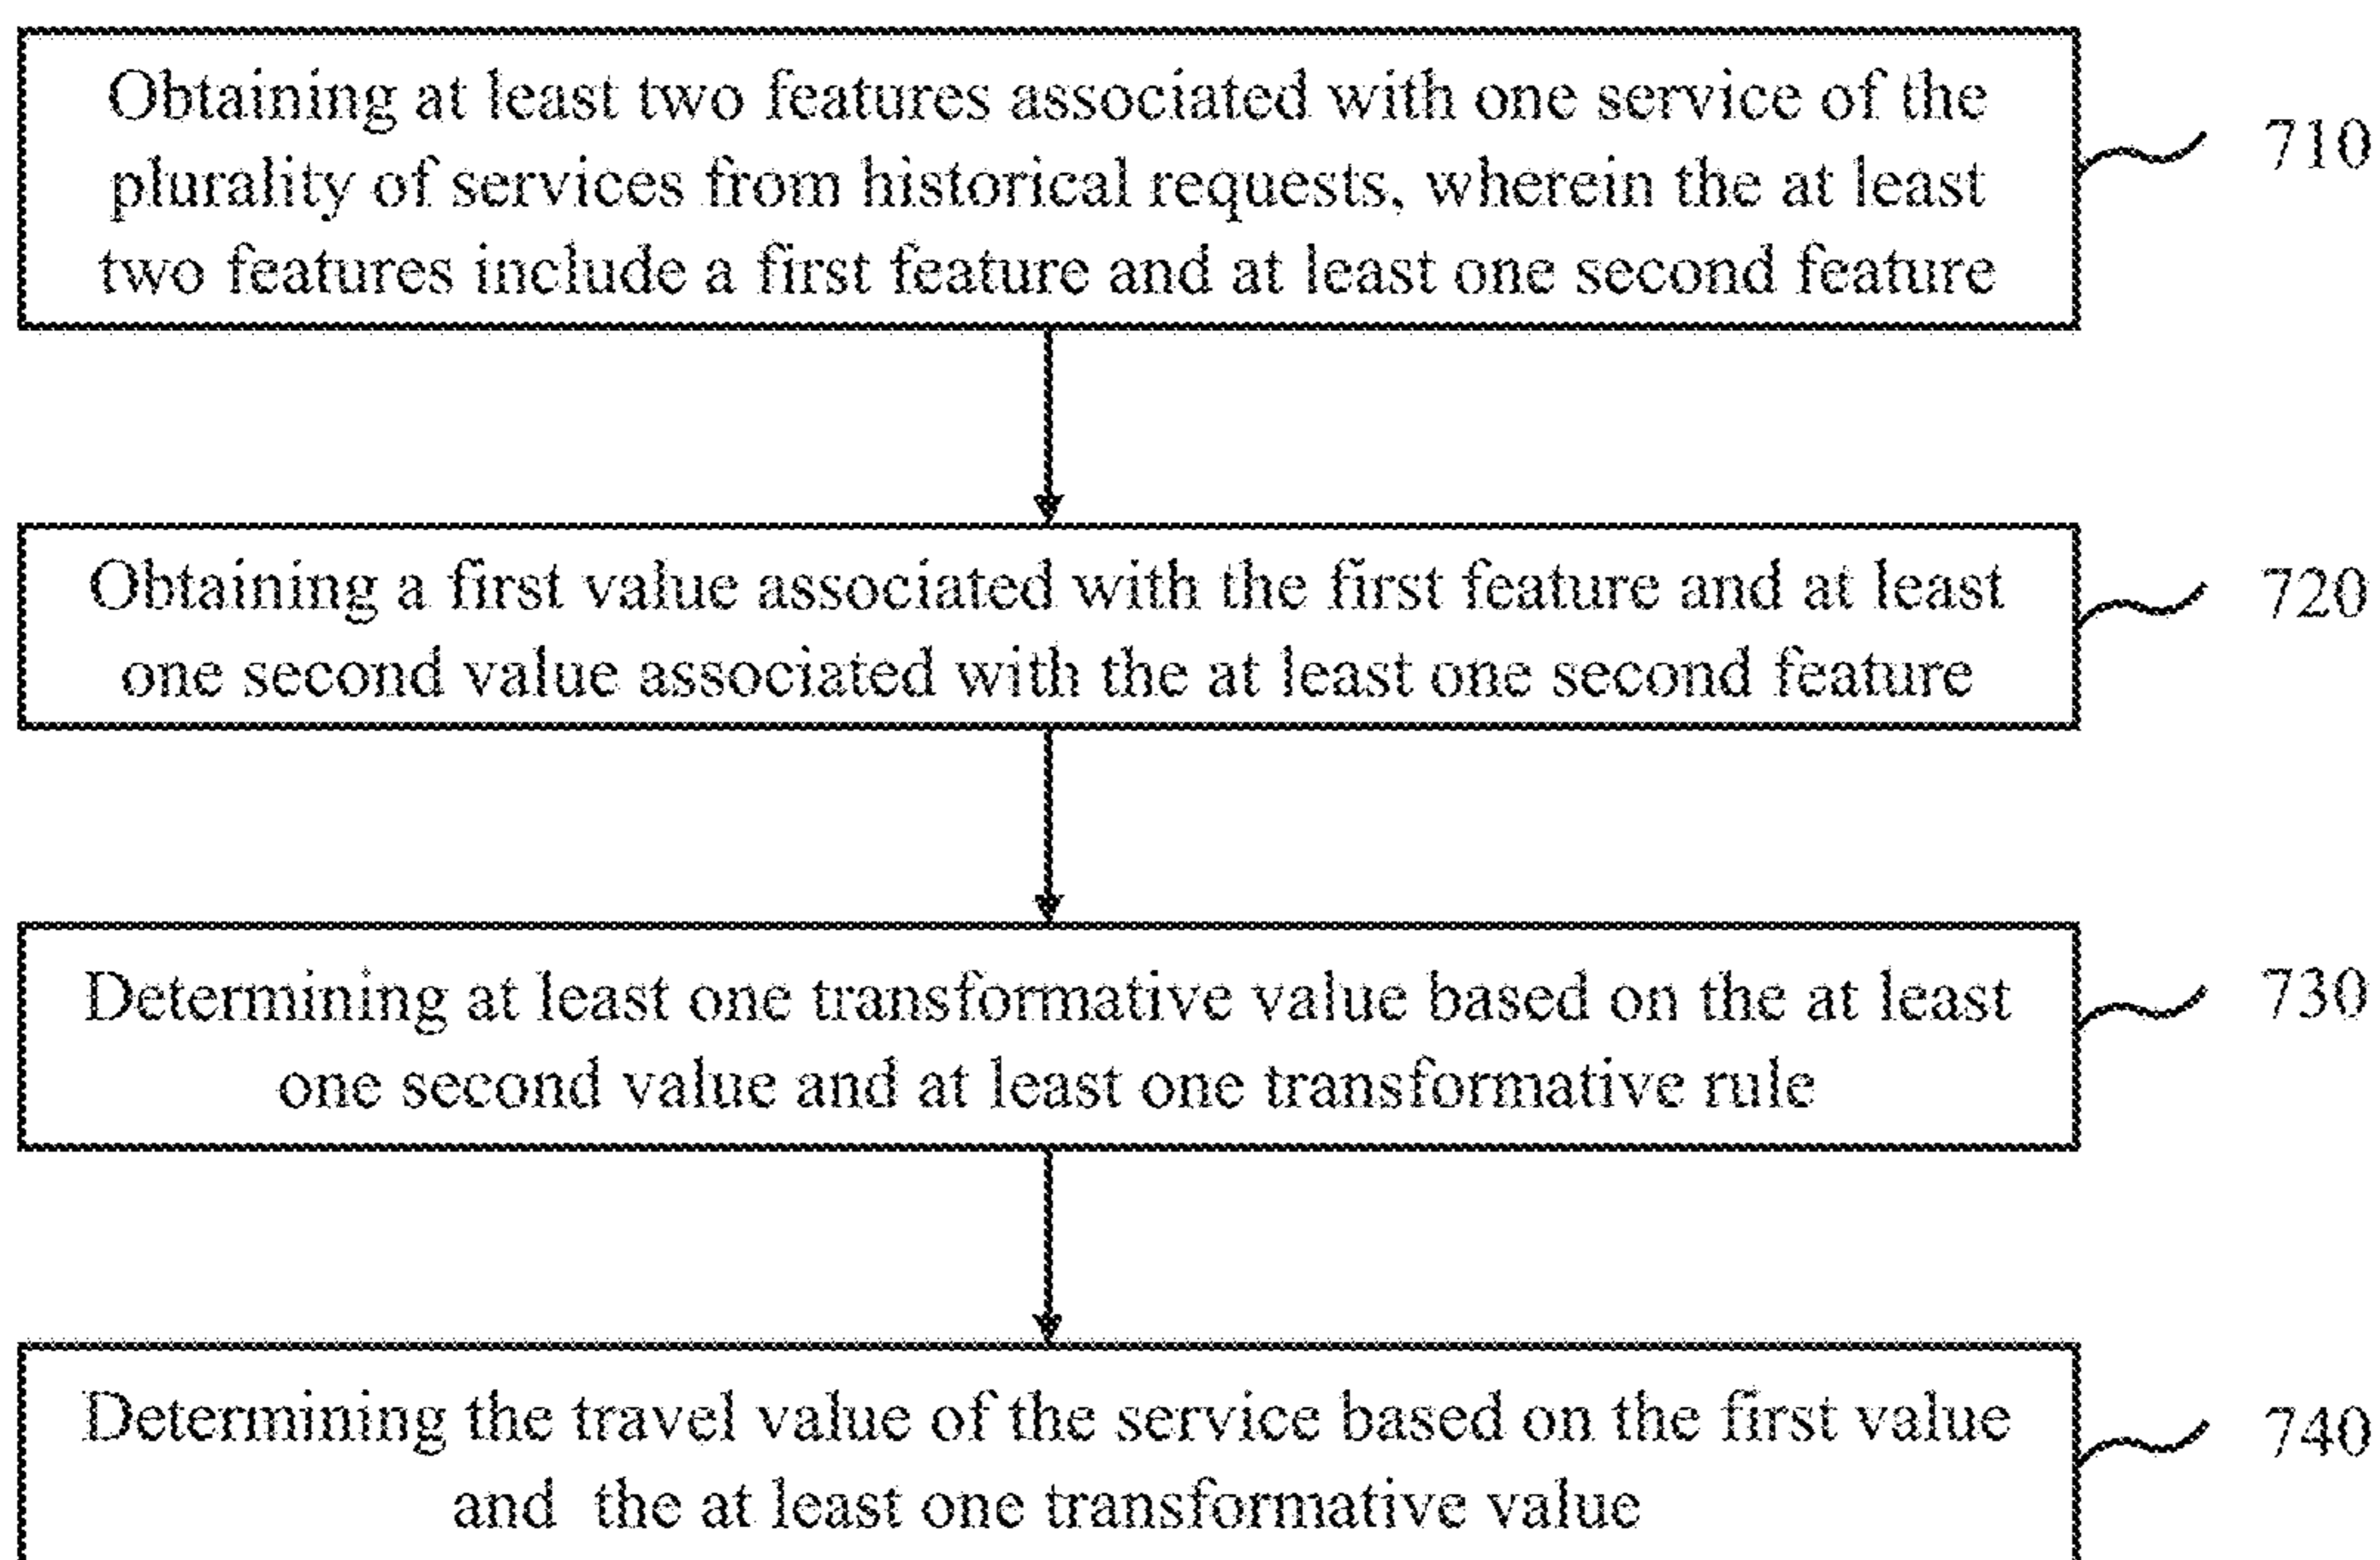 Obtaining at least two features associated with one service of the
plurality of services from historical requests, wherein the at least
two features include a first feature and at least one second feature
710
Obtaining a first value associated with the first feature and at least
one second value associated with the at least one second feature
720
Determining at least one transformative value based on the at least
one second value and at least one transformative rule
730
Determining the travel value of the service based on the first value
and the at least one transformative value
740